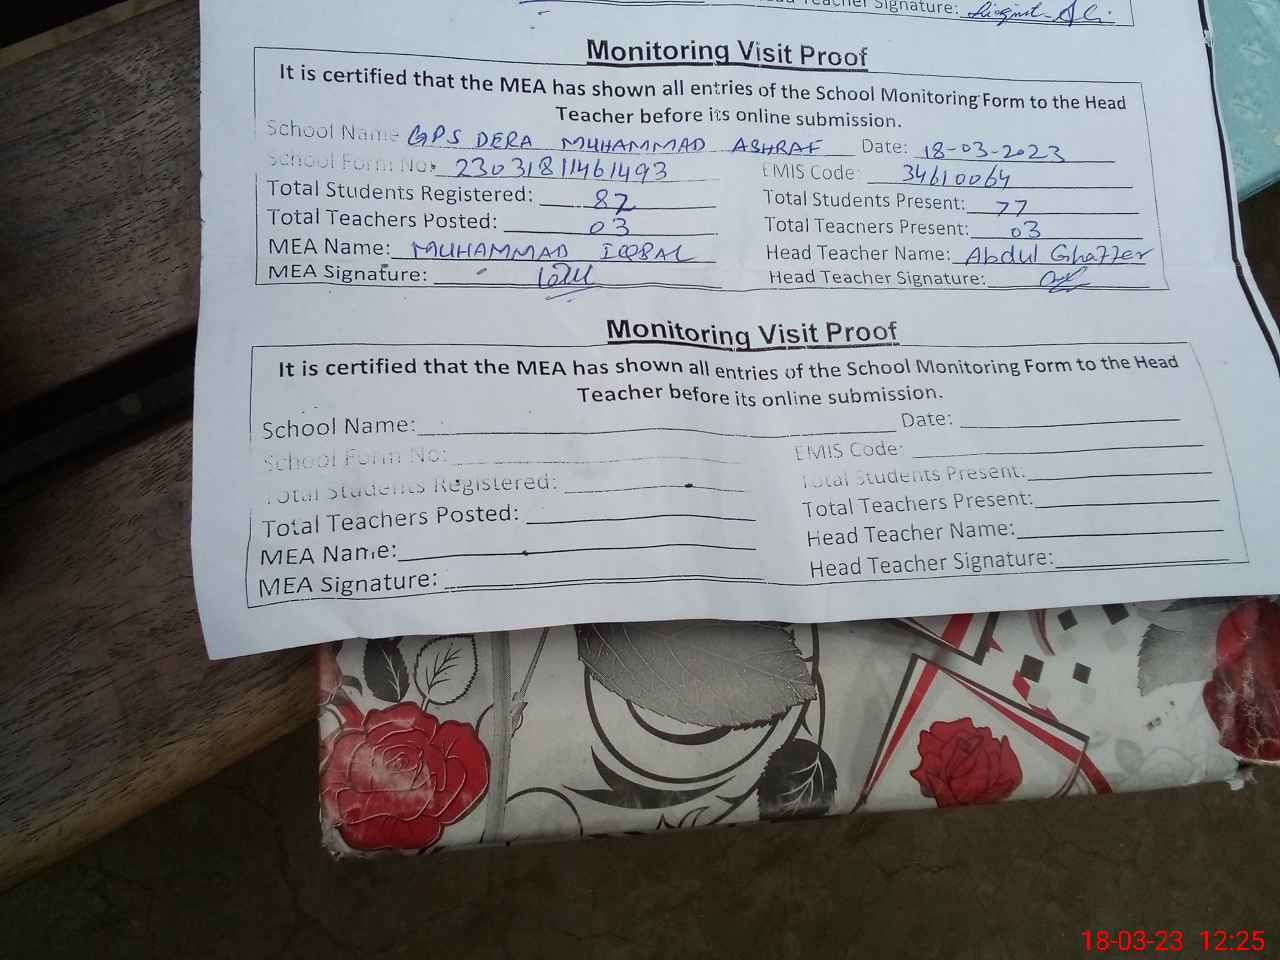 Head Teacher Signature: Liaqat Ali
Monitoring Visit Proof
It is certified that the MEA has shown all entries of the School Monitoring Form to the Head
Teacher before its online submission.
School Name GPS DERA MUHAMMAD ASHRAF Date: 18-03-2023
School Form No: 23031811461493 EMIS Code: 34610064
Total Students Registered: 82 Total Students Present: 77
Total Teachers Posted: 03 Total Teachers Present: 03
MEA Name: MUHAMMAD IQBAL Head Teacher Name: Abdul Ghaffer
MEA Signature: Head Teacher Signature:
Monitoring Visit Proof
It is certified that the MEA has shown all entries of the School Monitoring Form to the Head
Teacher before its online submission.
School Name: Date:
School Form No: EMIS Code:
Total Students Registered: Total Students Present:
Total Teachers Posted: Total Teachers Present:
MEA Name: Head Teacher Name:
MEA Signature: Head Teacher Signature:
18-03-23 12:25